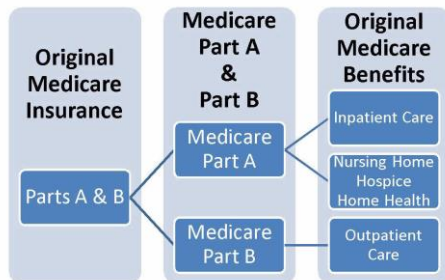 Original
Medicare
Insurance
Parts A & B
Medicare
Part A
&
Part B
Medicare
Part A
Medicare
Part B
Original
Medicare
Benefits
Inpatient Care
Nursing Home
Hospice
Home Health
Outpatient
Care